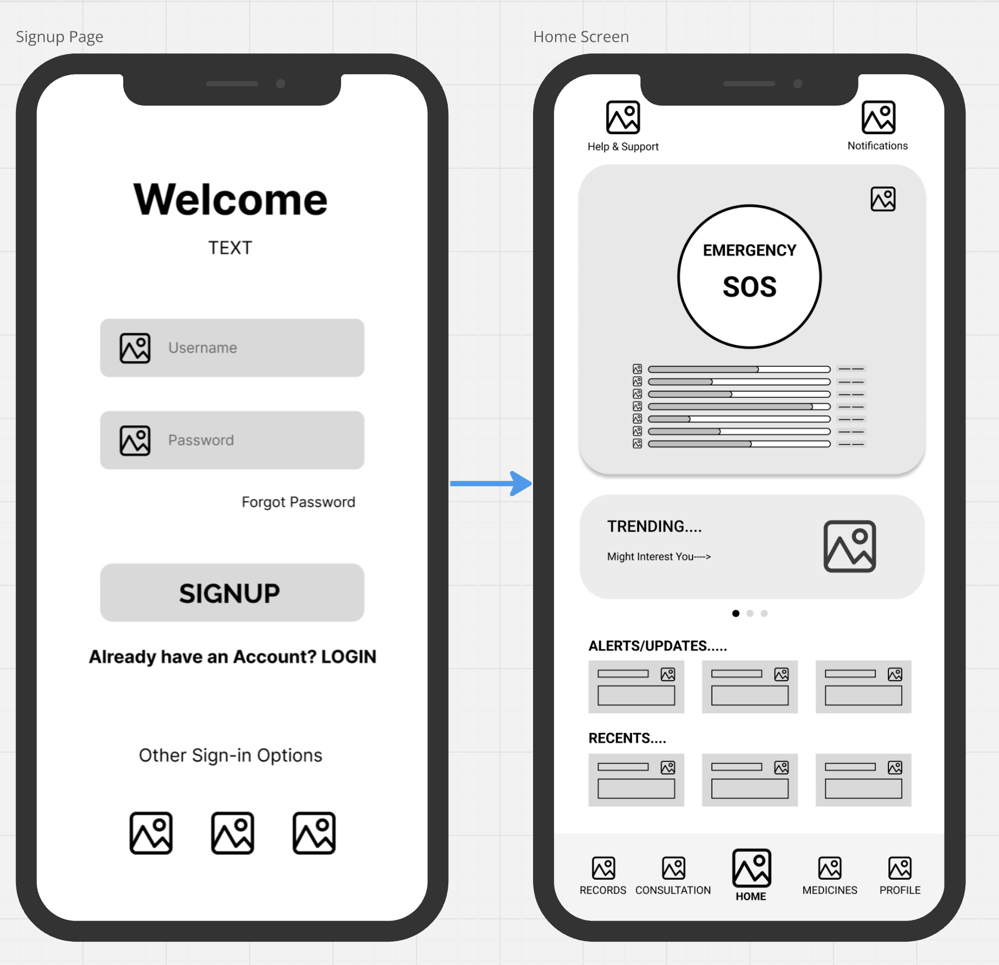 Signup Page
Welcome
TEXT
Username
Password
Forgot Password
SIGNUP
Already have an Account? LOGIN
Other Sign-in Options
Home Screen
Help & Support
Notifications
EMERGENCY
SOS
TRENDING....
Might Interest You---->
ALERTS/UPDATES.....
RECENTS....
RECORDS
CONSULTATION
HOME
MEDICINES
PROFILE